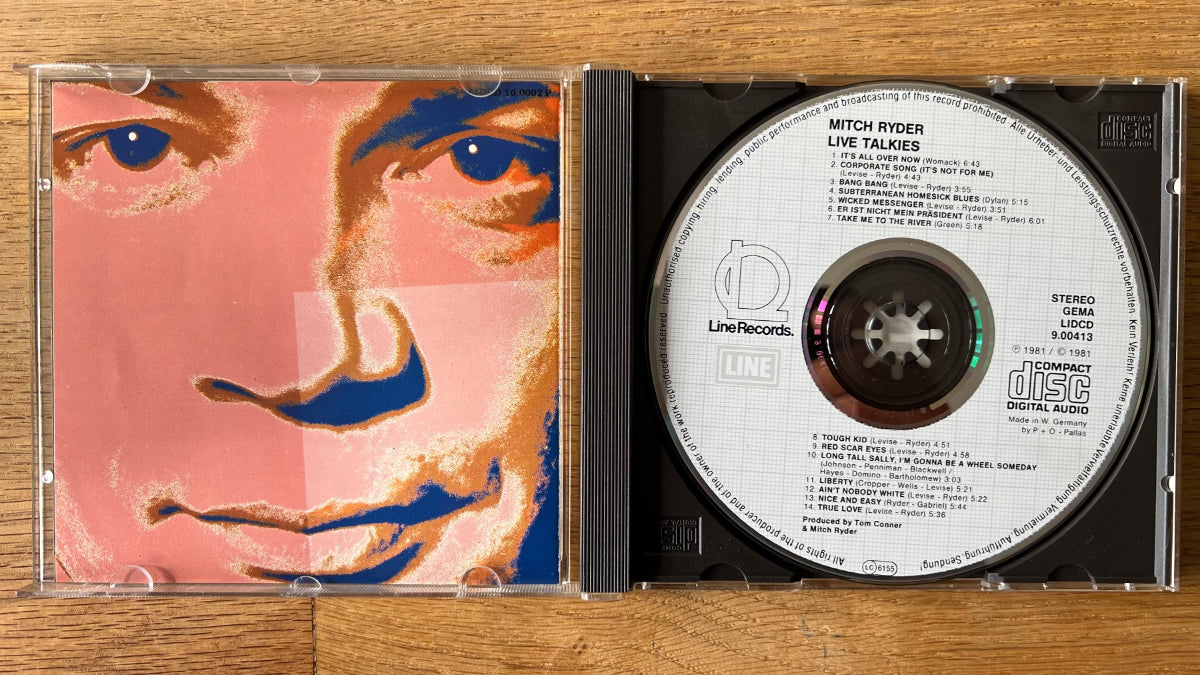 10.0002 P
MITCH RYDER
LIVE TALKIES
1. IT'S ALL OVER NOW (Womack) 6:43
2. CORPORATE SONG (IT'S NOT FOR ME)
(Levise - Ryder) 4:43
3. BANG BANG (Levise - Ryder) 3:55
4. SUBTERRANEAN HOMESICK BLUES (Dylan) 5:15
5. WICKED MESSENGER (Levise - Ryder) 3:51
6. ER IST NICHT MEIN PRÄSIDENT (Levise - Ryder) 6:01
7. TAKE ME TO THE RIVER (Green) 5:18
Line Records.
LINE
STEREO
GEMA
LIDCD
9.00413
℗ 1981 / © 1981
COMPACT
disc
DIGITAL AUDIO
Made in W. Germany
by P + O - Pallas
8. TOUGH KID (Levise - Ryder) 4:51
9. RED SCAR EYES (Levise - Ryder) 4:58
10. LONG TALL SALLY, I'M GONNA BE A WHEEL SOMEDAY
(Johnson - Penniman - Blackwell /
Hayes - Domino - Bartholomew) 3:03
11. LIBERTY (Cropper - Wells - Levise) 5:21
12. AIN'T NOBODY WHITE (Levise - Ryder) 5:22
13. NICE AND EASY (Ryder - Gabriel) 5:44
14. TRUE LOVE (Levise - Ryder) 5:36
Produced by Tom Conner
& Mitch Ryder
LC 6155
All rights of the producer and of the owner of the work reproduced reserved. Unauthorised copying, hiring, lending, public performance and broadcasting of this record prohibited. Alle Urheber- und Leistungsschutzrechte vorbehalten. Kein Verleih! Keine unerlaubte Vervielfältigung, Vermietung, Aufführung, Sendung!
COMPACT
disc
DIGITAL AUDIO
COMPACT
disc
DIGITAL AUDIO